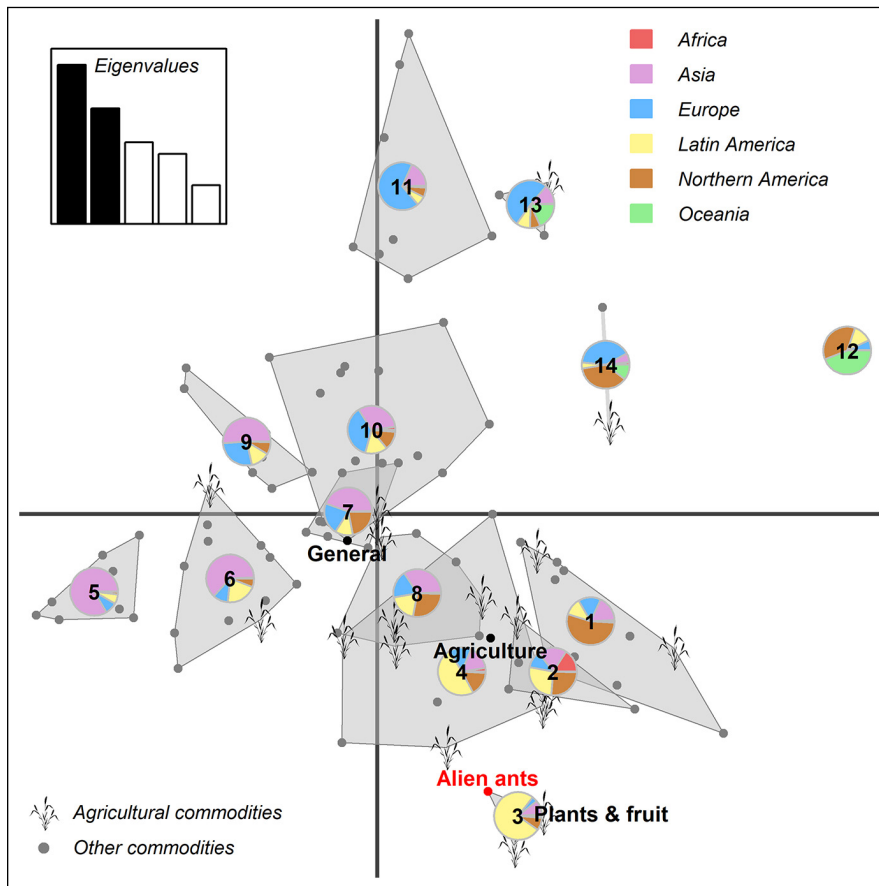 Eigenvalues
Africa
Asia
Europe
Latin America
Northern America
Oceania
11
13
12
14
10
9
7
General
5
6
8
1
Agriculture
4
2
Alien ants
3
Plants & fruit
Agricultural commodities
Other commodities